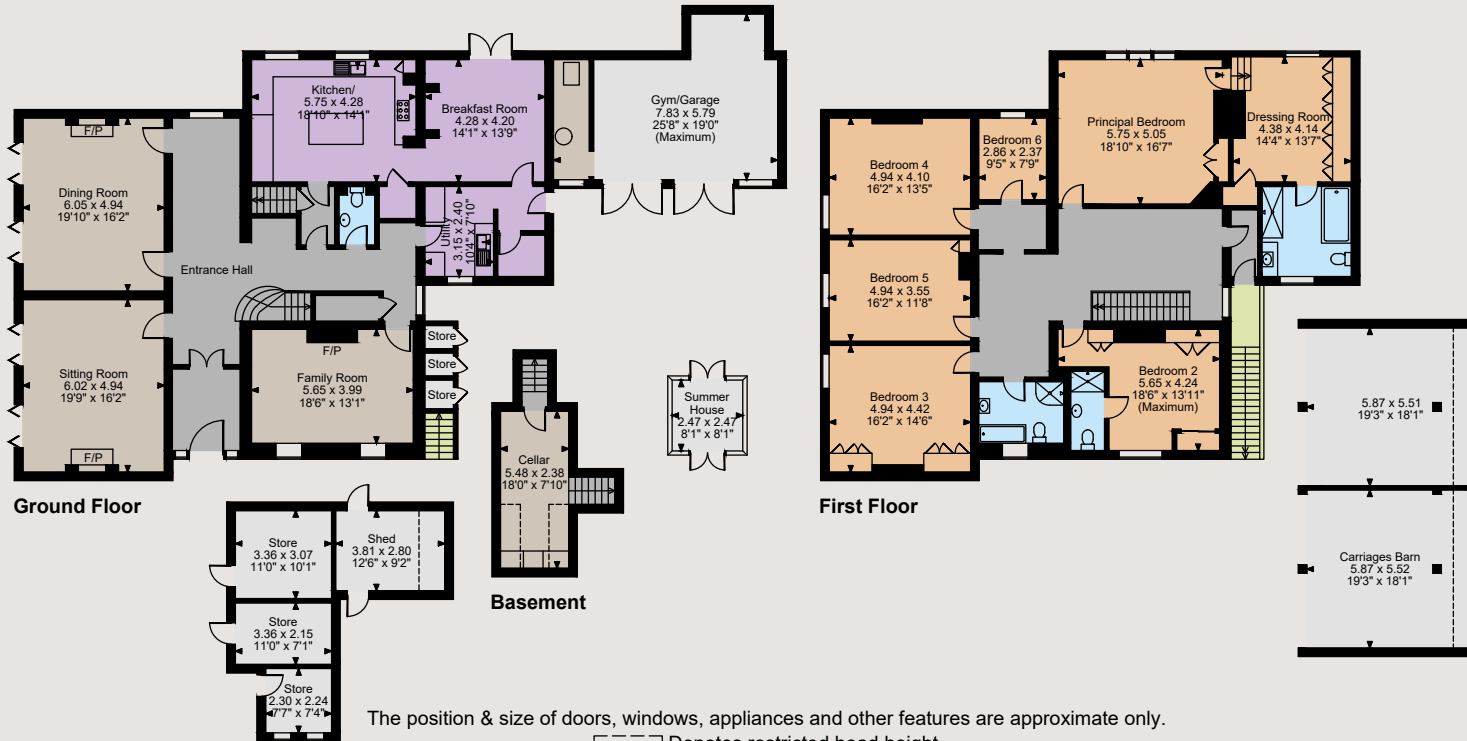 Kitchen/
5.75 x 4.28
18'10" x 14'1"
Breakfast Room
4.28 x 4.20
14'1" x 13'9"
Gym/Garage
7.83 x 5.79
25'8" x 19'0"
(Maximum)
F/P
Dining Room
6.05 x 4.94
19'10" x 16'2"
Utility
3.15 x 2.40
10'4" x 7'10"
Entrance Hall
Sitting Room
6.02 x 4.94
19'9" x 16'2"
F/P
F/P
Family Room
5.65 x 3.99
18'6" x 13'1"
Store
Store
Store
Ground Floor
Cellar
5.48 x 2.38
18'0" x 7'10"
Basement
Summer
House
2.47 x 2.47
8'1" x 8'1"
Store
3.36 x 3.07
11'0" x 10'1"
Shed
3.81 x 2.80
12'6" x 9'2"
Store
3.36 x 2.15
11'0" x 7'1"
Store
2.30 x 2.24
7'7" x 7'4"
Principal Bedroom
5.75 x 5.05
18'10" x 16'7"
Dressing Room
4.38 x 4.14
14'4" x 13'7"
Bedroom 6
2.86 x 2.37
9'5" x 7'9"
Bedroom 4
4.94 x 4.10
16'2" x 13'5"
Bedroom 5
4.94 x 3.55
16'2" x 11'8"
Bedroom 3
4.94 x 4.42
16'2" x 14'6"
Bedroom 2
5.65 x 4.24
18'6" x 13'11"
(Maximum)
First Floor
5.87 x 5.51
19'3" x 18'1"
Carriages Barn
5.87 x 5.52
19'3" x 18'1"
The position & size of doors, windows, appliances and other features are approximate only.
Denotes restricted head height